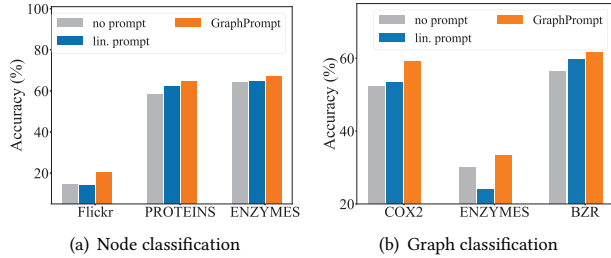 no prompt
GraphPrompt
lin. prompt
Accuracy (%)
100
80
60
40
20
Flickr
PROTEINS
ENZYMES
(a) Node classification
no prompt
GraphPrompt
lin. prompt
Accuracy (%)
60
40
20
COX2
ENZYMES
BZR
(b) Graph classification